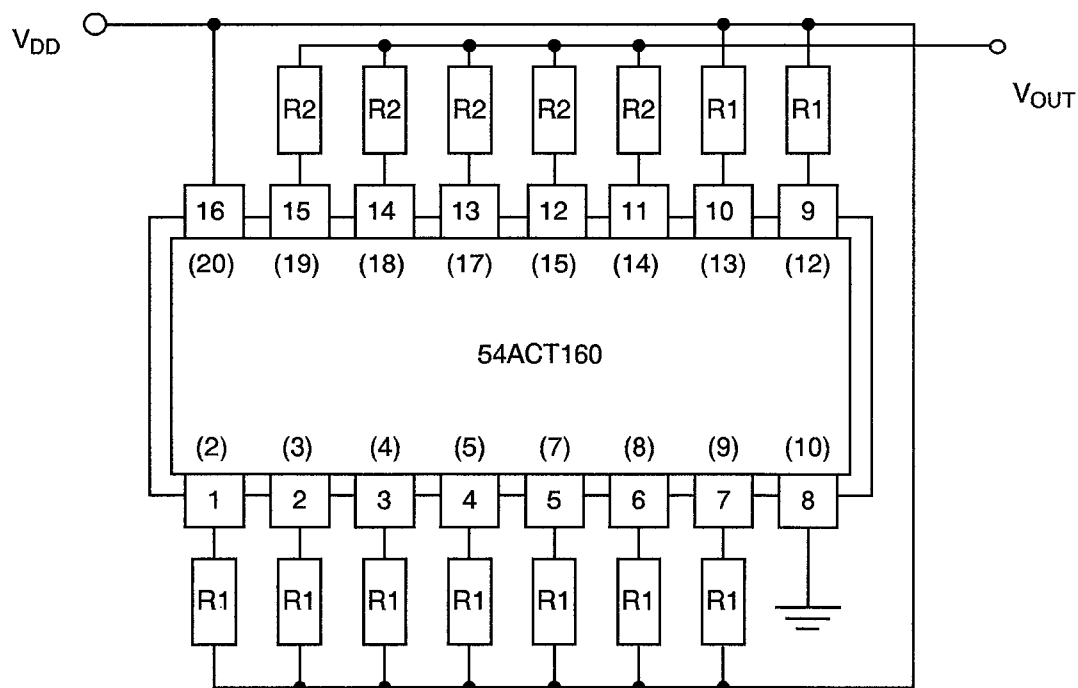 V_DD
V_OUT
R2 R2 R2 R2 R2 R1 R1
16 15 14 13 12 11 10 9
(20) (19) (18) (17) (15) (14) (13) (12)
54ACT160
(2) (3) (4) (5) (7) (8) (9) (10)
1 2 3 4 5 6 7 8
R1 R1 R1 R1 R1 R1 R1